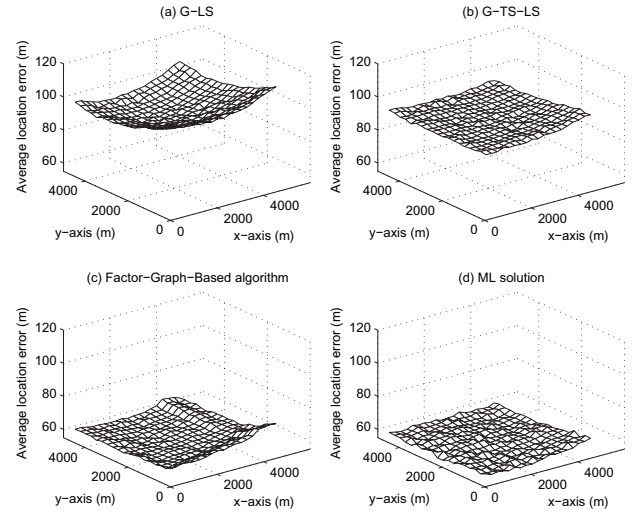 (a) G−LS
Average location error (m)
120
100
80
60
4000
2000
0
y−axis (m)
0
2000
4000
x−axis (m)
(b) G−TS−LS
Average location error (m)
120
100
80
60
4000
2000
0
y−axis (m)
0
2000
4000
x−axis (m)
(c) Factor−Graph−Based algorithm
Average location error (m)
120
100
80
60
4000
2000
0
y−axis (m)
0
2000
4000
x−axis (m)
(d) ML solution
Average location error (m)
120
100
80
60
4000
2000
0
y−axis (m)
0
2000
4000
x−axis (m)